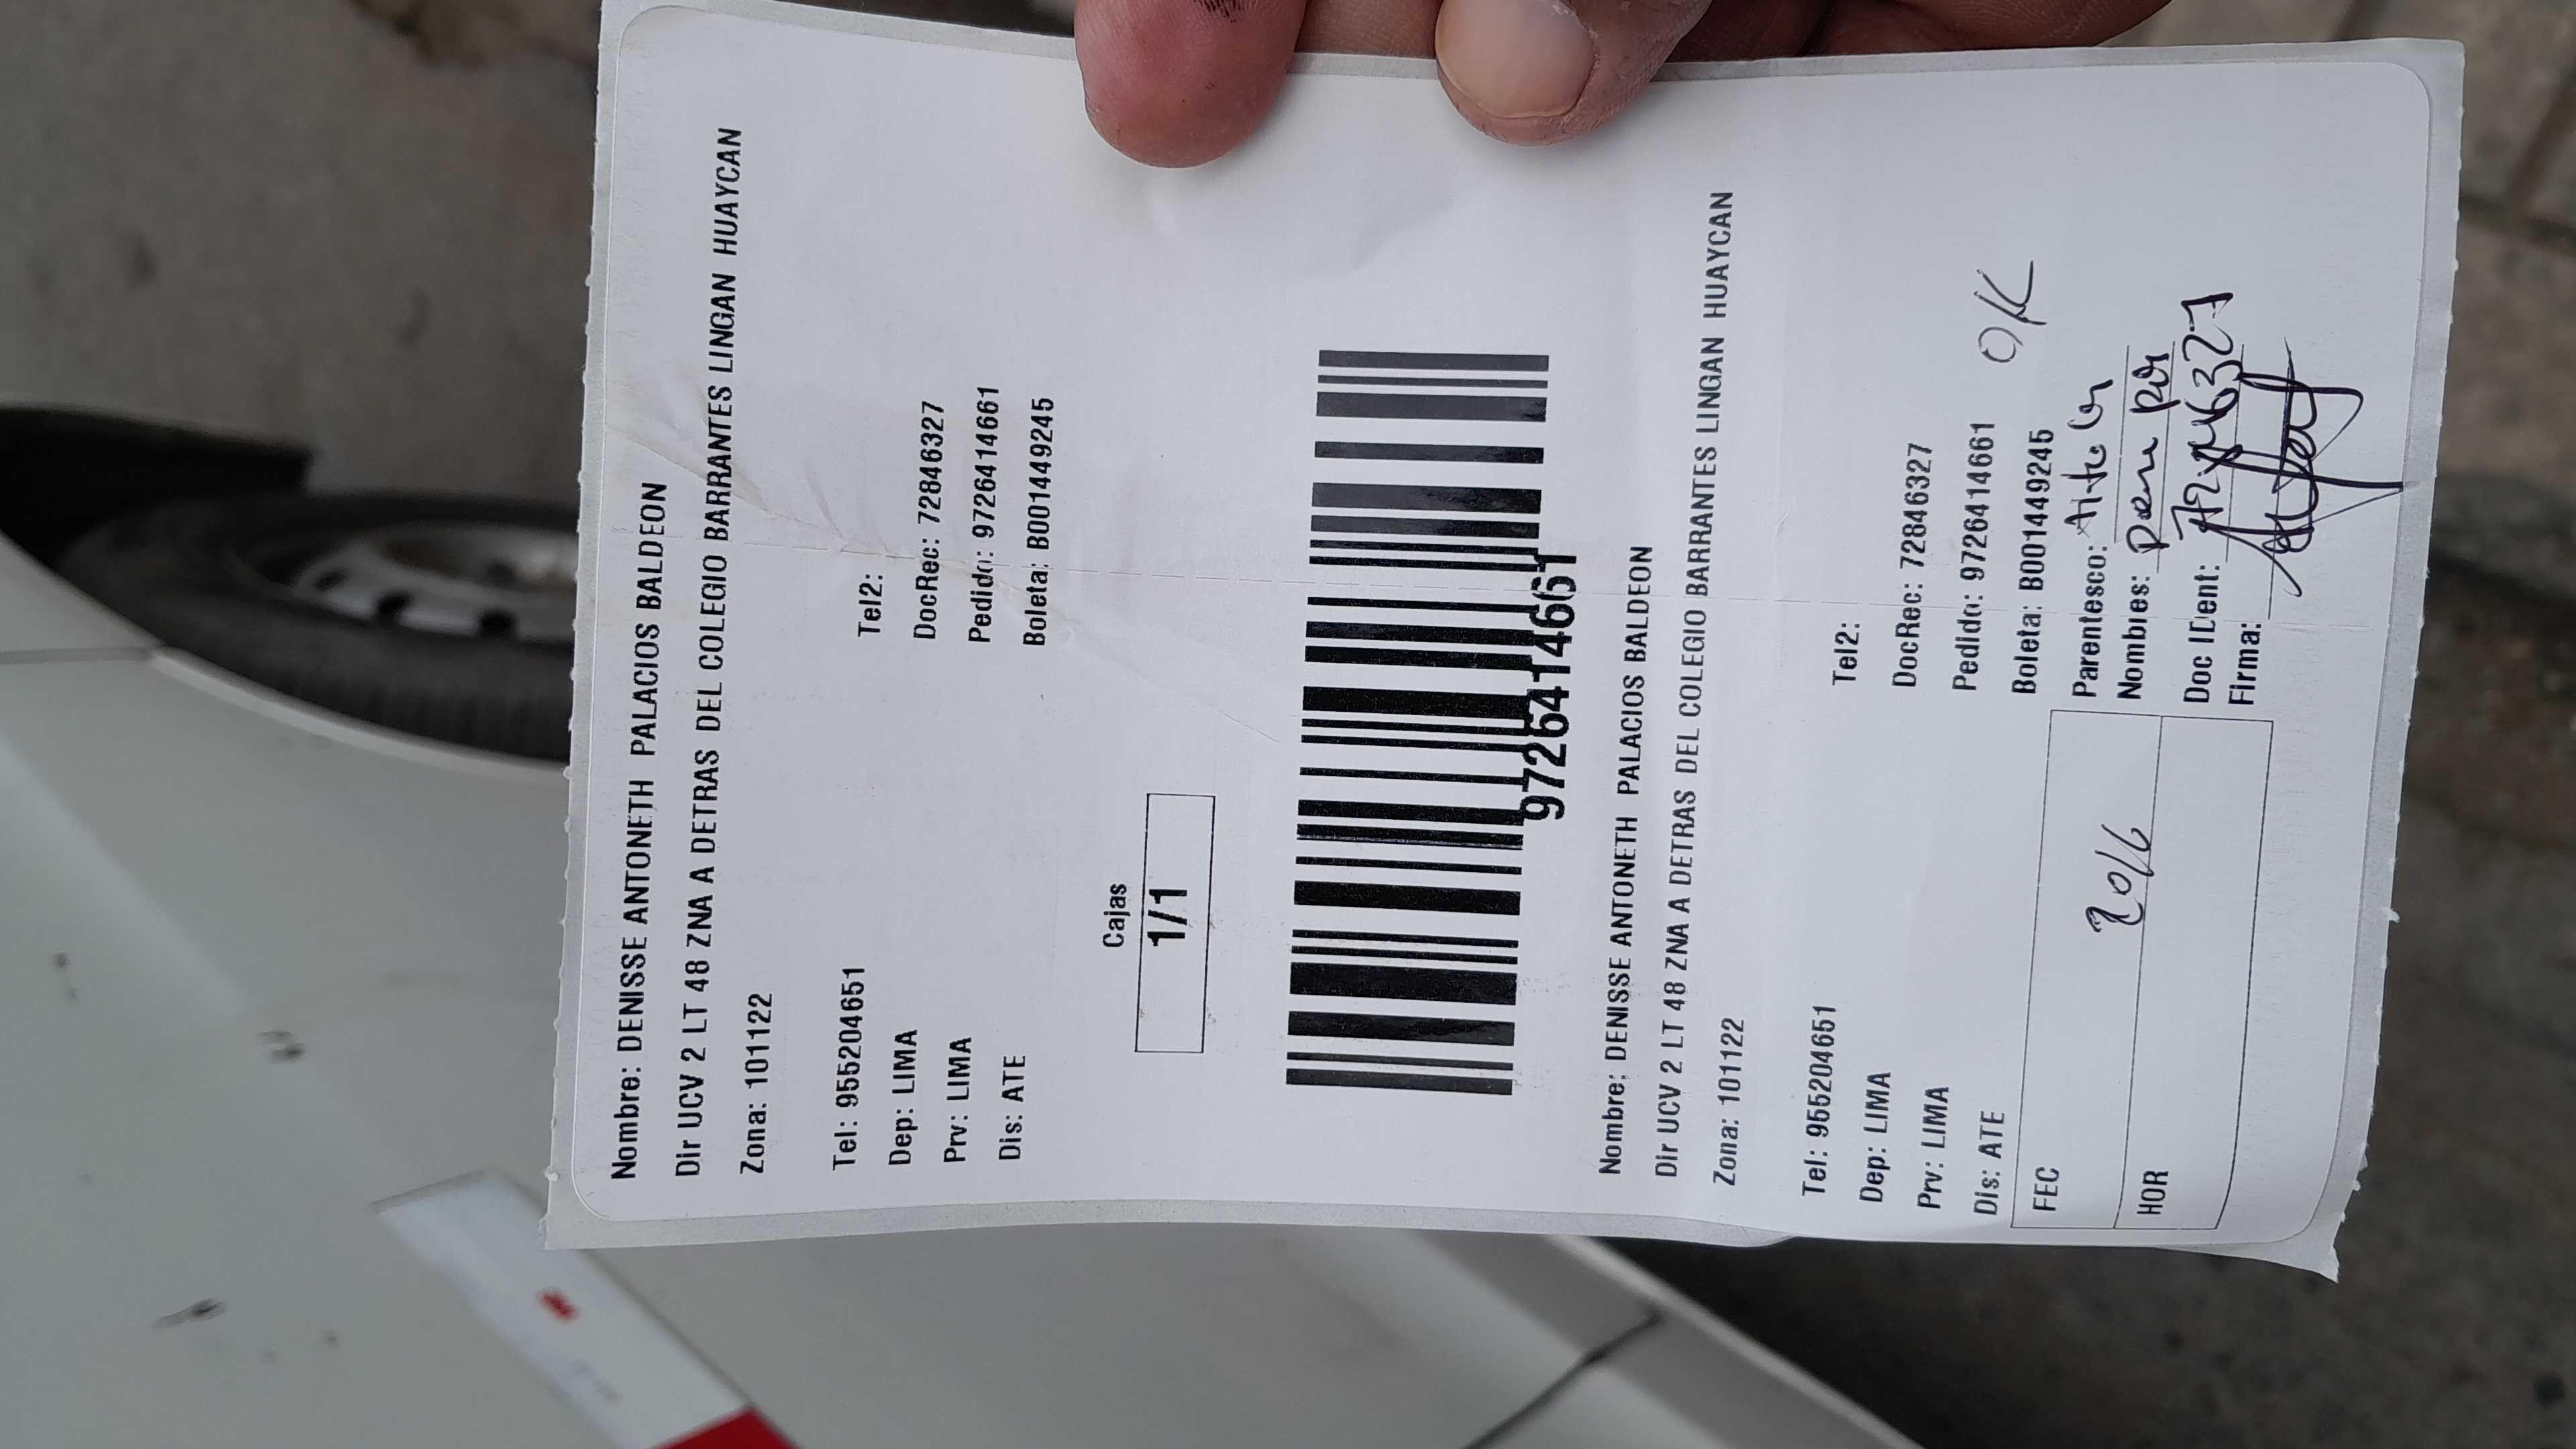 Nombre: DENISSE ANTONETH PALACIOS BALDEON
Dir UCV 2 LT 48 ZNA A DETRAS DEL COLEGIO BARRANTES LINGAN HUAYCAN
Zona: 101122
Tel: 955204651 Tel2:
Dep: LIMA DocRec: 72846327
Prv: LIMA Pedido: 972641466​1
Dis: ATE Boleta: B001449245
Cajas
1/1
9726414661
Nombre: DENISSE ANTONETH PALACIOS BALDEON
Dir UCV 2 LT 48 ZNA A DETRAS DEL COLEGIO BARRANTES LINGAN HUAYCAN
Zona: 101122
Tel: 955204651 Tel2:
Dep: LIMA DocRec: 72846327
Prv: LIMA Pedido: 9726414661 OK
Dis: ATE Boleta: B001449245
FEC 20/6 Parentesco:
Nombres:
HOR Doc IDent: 72846327
Firma: